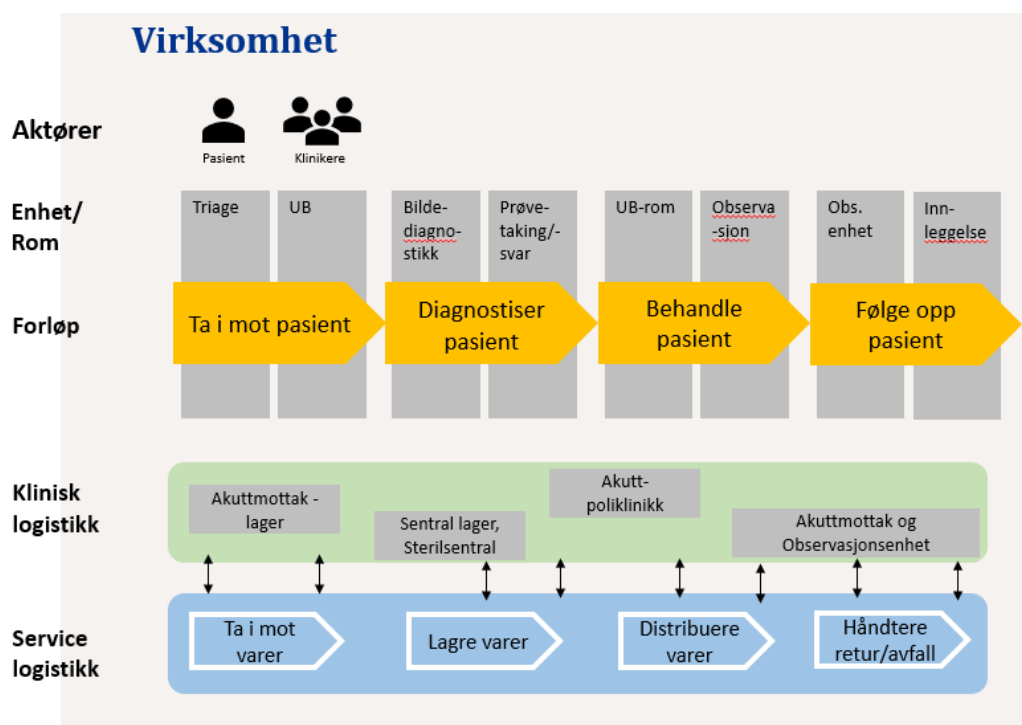 Virksomhet
Aktører
Pasient
Klinikere
Enhet/
Rom
Triage
UB
Bilde-
diagno-
stikk
Prøve-
taking/-
svar
UB-rom
Observa
-sjon
Obs.
enhet
Inn-
leggelse
Forløp
Ta i mot pasient
Diagnostiser
pasient
Behandle
pasient
Følge opp
pasient
Klinisk
logistikk
Akuttmottak -
lager
Sentral lager,
Sterilsentral
Akutt-
poliklinikk
Akuttmottak og
Observasjonsenhet
Service
logistikk
Ta i mot
varer
Lagre varer
Distribuere
varer
Håndtere
retur/avfall